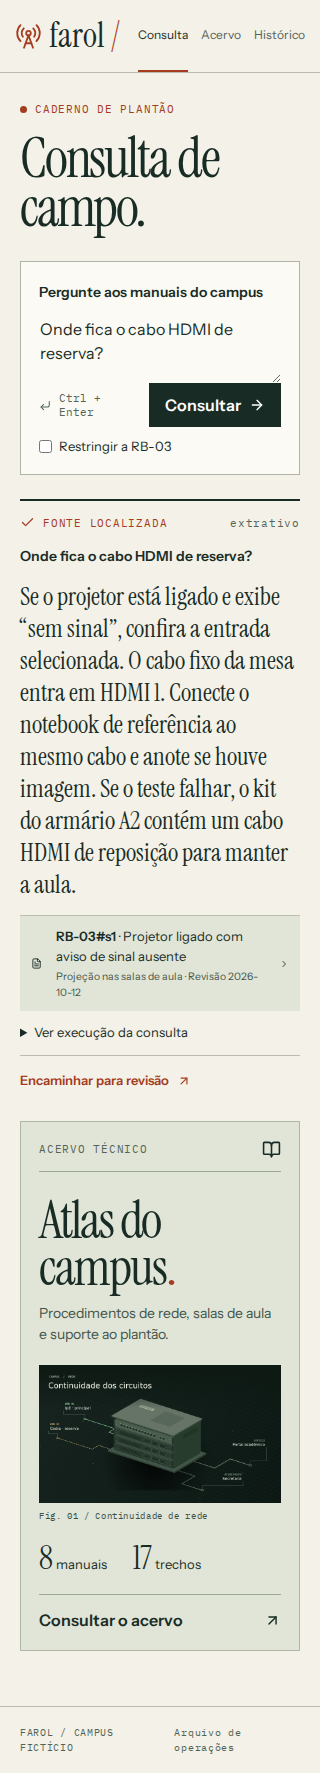 farol /
Consulta Acervo Histórico
CADERNO DE PLANTÃO
Consulta de
campo.
Pergunte aos manuais do campus
Onde fica o cabo HDMI de
reserva?
Ctrl +
Enter
Consultar
Restringir a RB-03
FONTE LOCALIZADA extrativo
Onde fica o cabo HDMI de reserva?
Se o projetor está ligado e exibe
“sem sinal”, confira a entrada
selecionada. O cabo fixo da mesa
entra em HDMI 1. Conecte o
notebook de referência ao
mesmo cabo e anote se houve
imagem. Se o teste falhar, o kit
do armário A2 contém um cabo
HDMI de reposição para manter
a aula.
RB-03#s1 · Projetor ligado com
aviso de sinal ausente
Projeção nas salas de aula · Revisão 2026-
10-12
Ver execução da consulta
Encaminhar para revisão
ACERVO TÉCNICO
Atlas do
campus.
Procedimentos de rede, salas de aula
e suporte ao plantão.
Continuidade dos circuitos
Portal acadêmico
Secretaria
Fig. 01 / Continuidade de rede
8 manuais 17 trechos
Consultar o acervo
FAROL / CAMPUS
FICTÍCIO
Arquivo de
operações